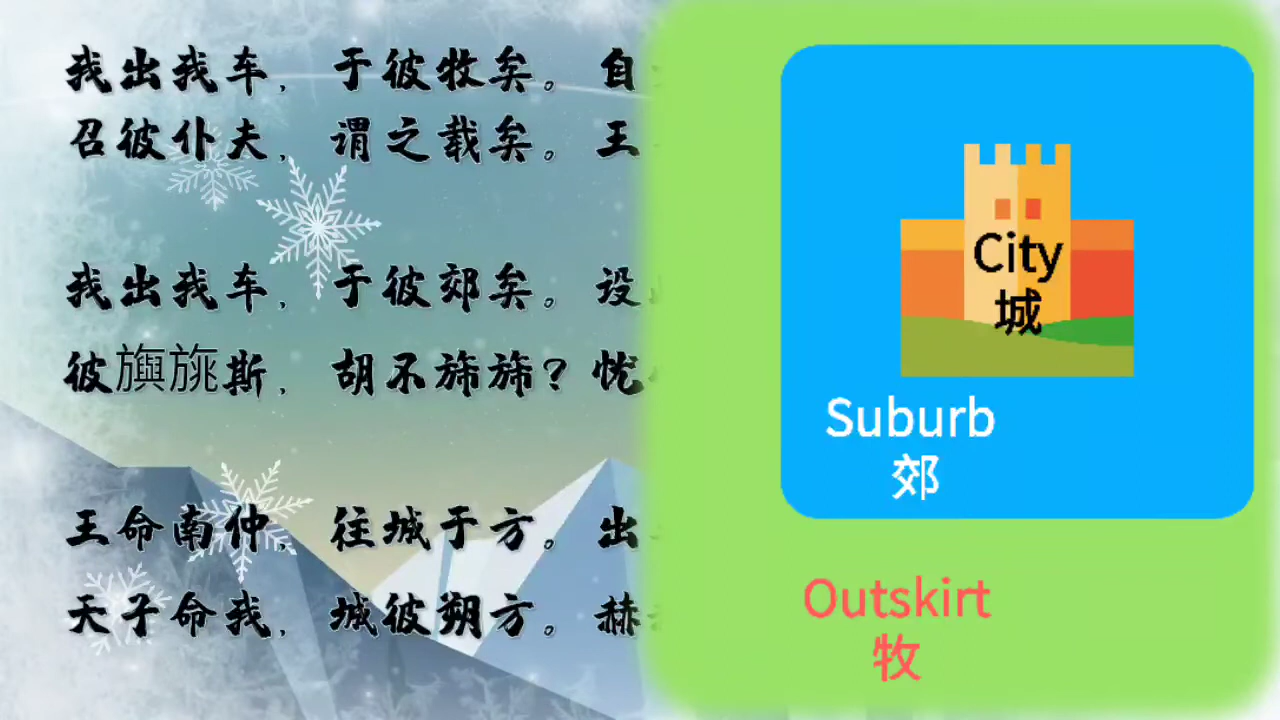 我出我车，于彼牧矣。自
召彼仆夫，谓之载矣。王
我出我车，于彼郊矣。设
彼旟旐斯，胡不旆旆？忧
王命南仲，往城于方。出
天子命我，城彼朔方。赫
City
城
Suburb
郊
Outskirt
牧